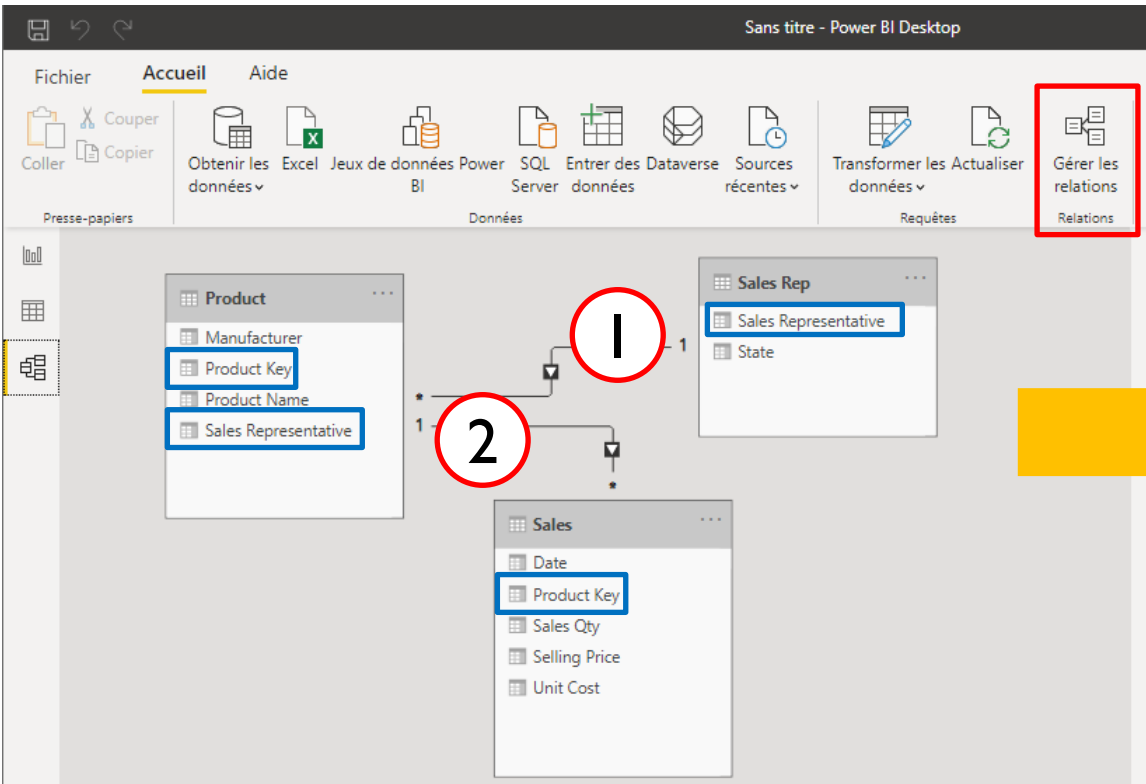 Sans titre - Power BI Desktop
Fichier Accueil Aide
Coller
Couper
Copier
Presse-papiers
Obtenir les données
Excel
Jeux de données Power BI
SQL Server
Entrer des données
Dataverse
Sources récentes
Données
Transformer les données
Actualiser
Requêtes
Gérer les relations
Relations
Product
Manufacturer
Product Key
Product Name
Sales Representative
*
1
1
2
1
*
Sales Rep
Sales Representative
State
Sales
Date
Product Key
Sales Qty
Selling Price
Unit Cost